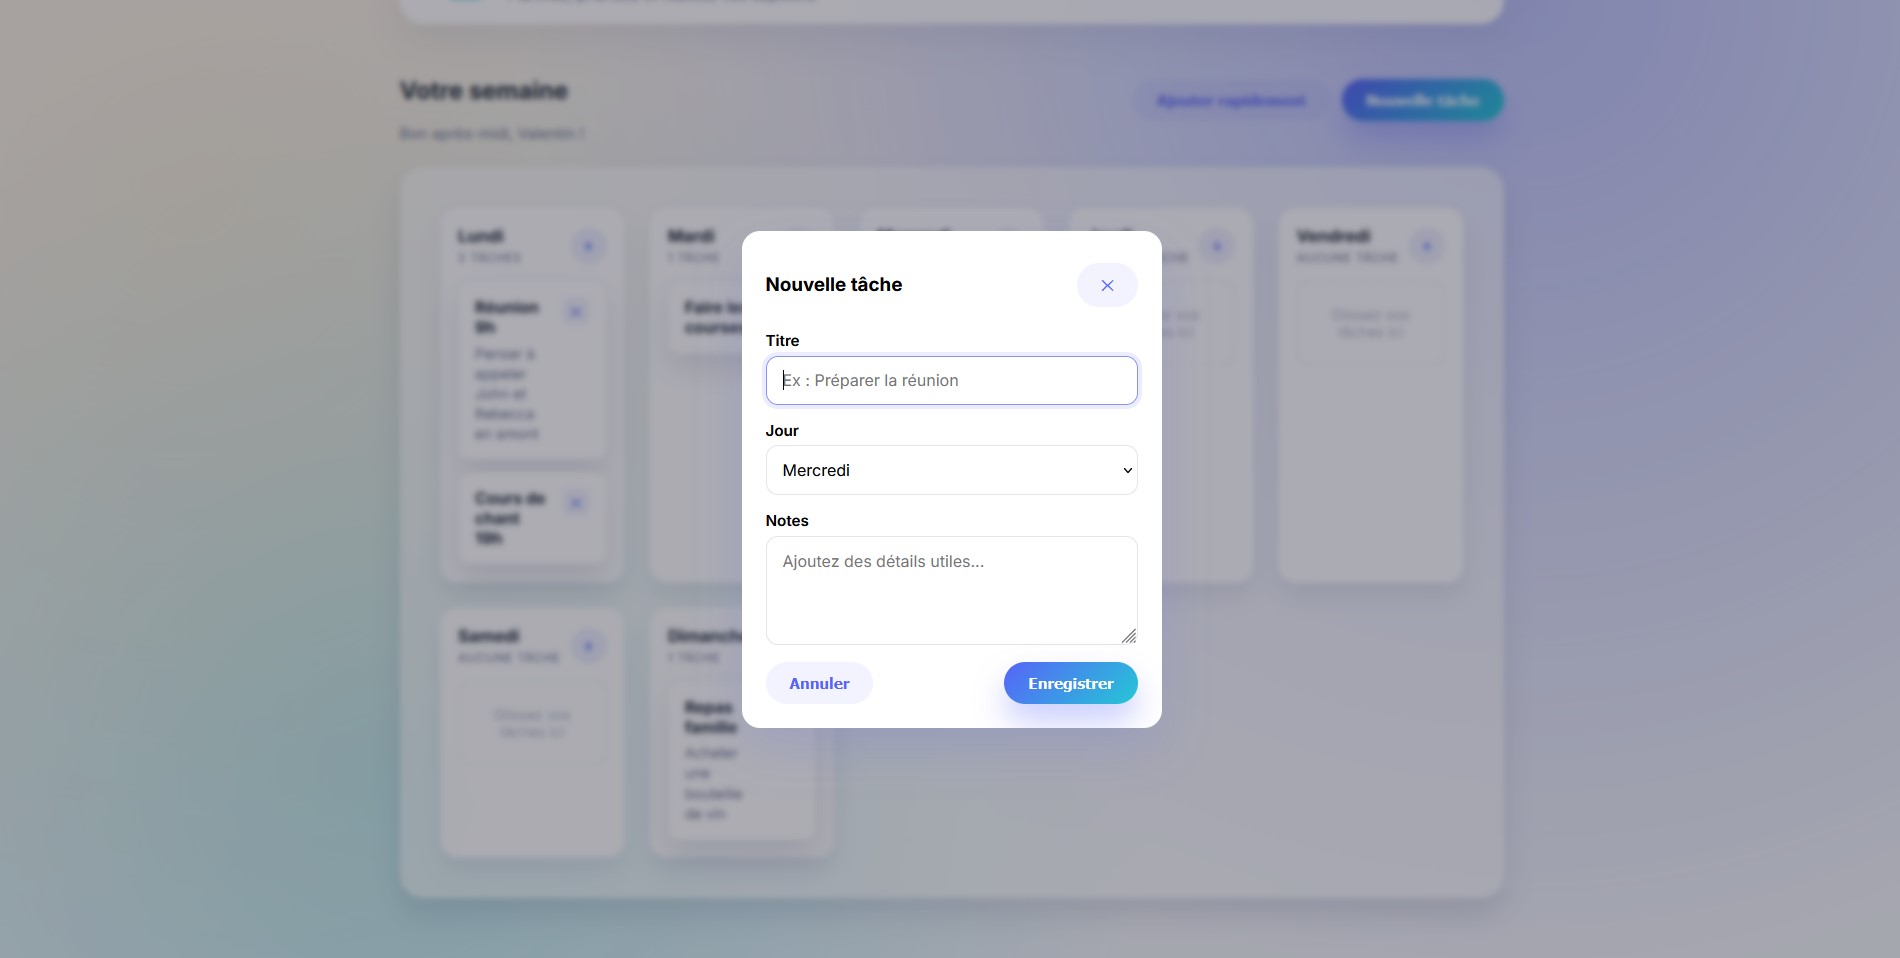 Votre semaine
Ajouter rapidement
Nouvelle tâche
Bon après-midi, Valentin !
Lundi
2 TÂCHES
Réunion
9h
Penser à
appeler
John et
Rebecca
en amont
Cours de
chant
19h
Mardi
1 TÂCHE
Faire les
courses
Vendredi
AUCUNE TÂCHE
Glissez vos
tâches ici
Samedi
AUCUNE TÂCHE
Glissez vos
tâches ici
Dimanche
1 TÂCHE
Repas
famille
Acheter
une
bouteille
de vin
Nouvelle tâche
Titre
Ex : Préparer la réunion
Jour
Mercredi
Notes
Ajoutez des détails utiles...
Annuler
Enregistrer